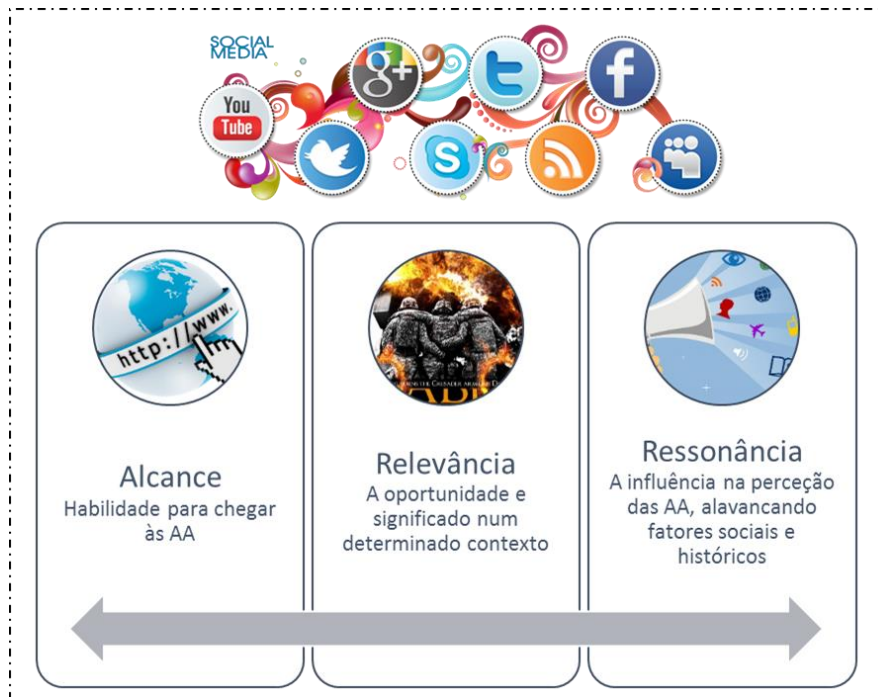 SOCIAL
MEDIA
g+
t
f
You
Tube
S
http://www.
Alcance
Habilidade para chegar
às AA
Relevância
A oportunidade e
significado num
determinado contexto
Ressonância
A influência na perceção
das AA, alavancando
fatores sociais e
históricos